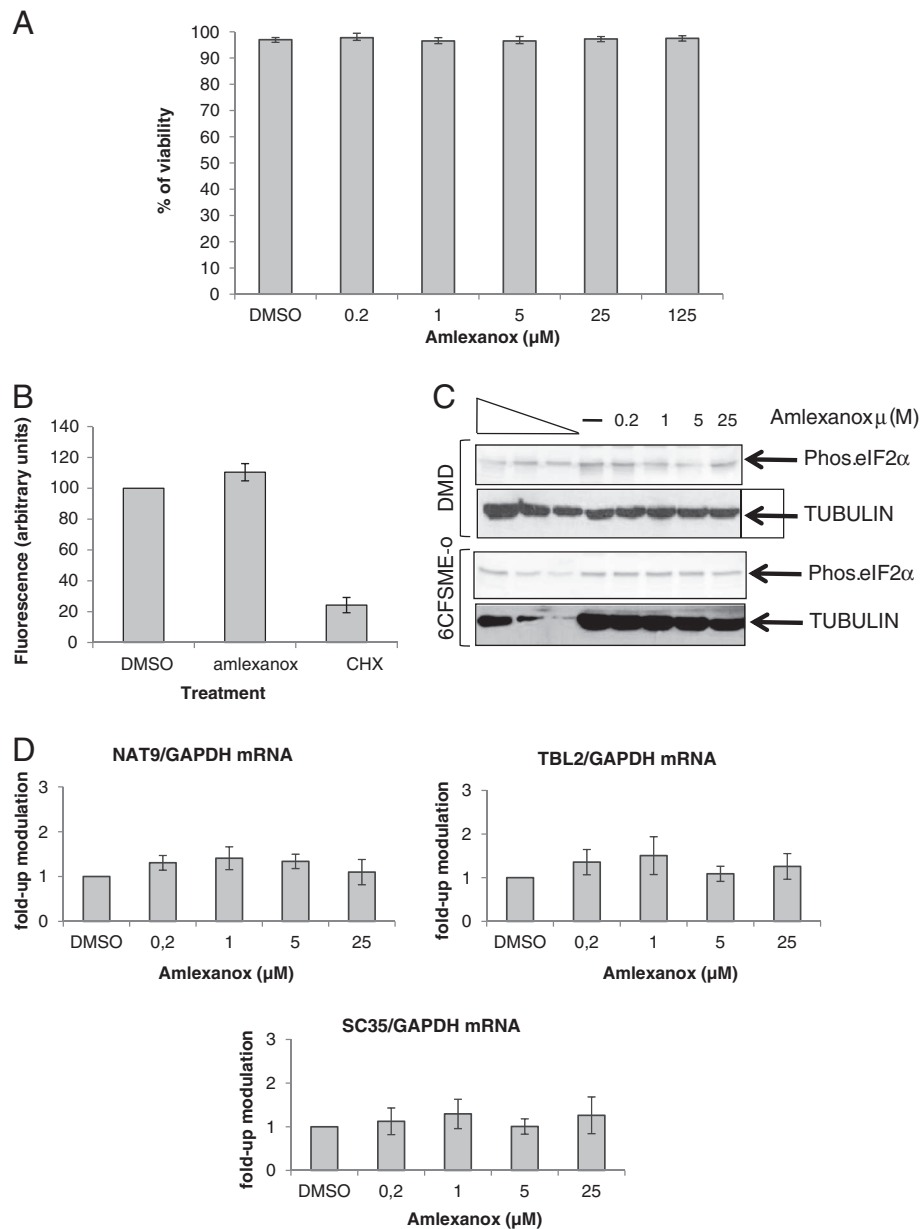 A
100
90
80
70
60
50
40
30
20
10
0
% of viability
DMSO 0.2 1 5 25 125
Amlexanox (µM)
B
140
120
100
80
60
40
20
0
Fluorescence (arbitrary units)
DMSO amlexanox CHX
Treatment
C
— 0.2 1 5 25 Amlexanox µ (M)
DMD
Phos.eIF2α
TUBULIN
6CFSME-o
Phos.eIF2α
TUBULIN
D
NAT9/GAPDH mRNA
3
2
1
0
fold-up modulation
DMSO 0,2 1 5 25
Amlexanox (µM)
TBL2/GAPDH mRNA
3
2
1
0
fold-up modulation
DMSO 0,2 1 5 25
Amlexanox (µM)
SC35/GAPDH mRNA
3
2
1
0
fold-up modulation
DMSO 0,2 1 5 25
Amlexanox (µM)